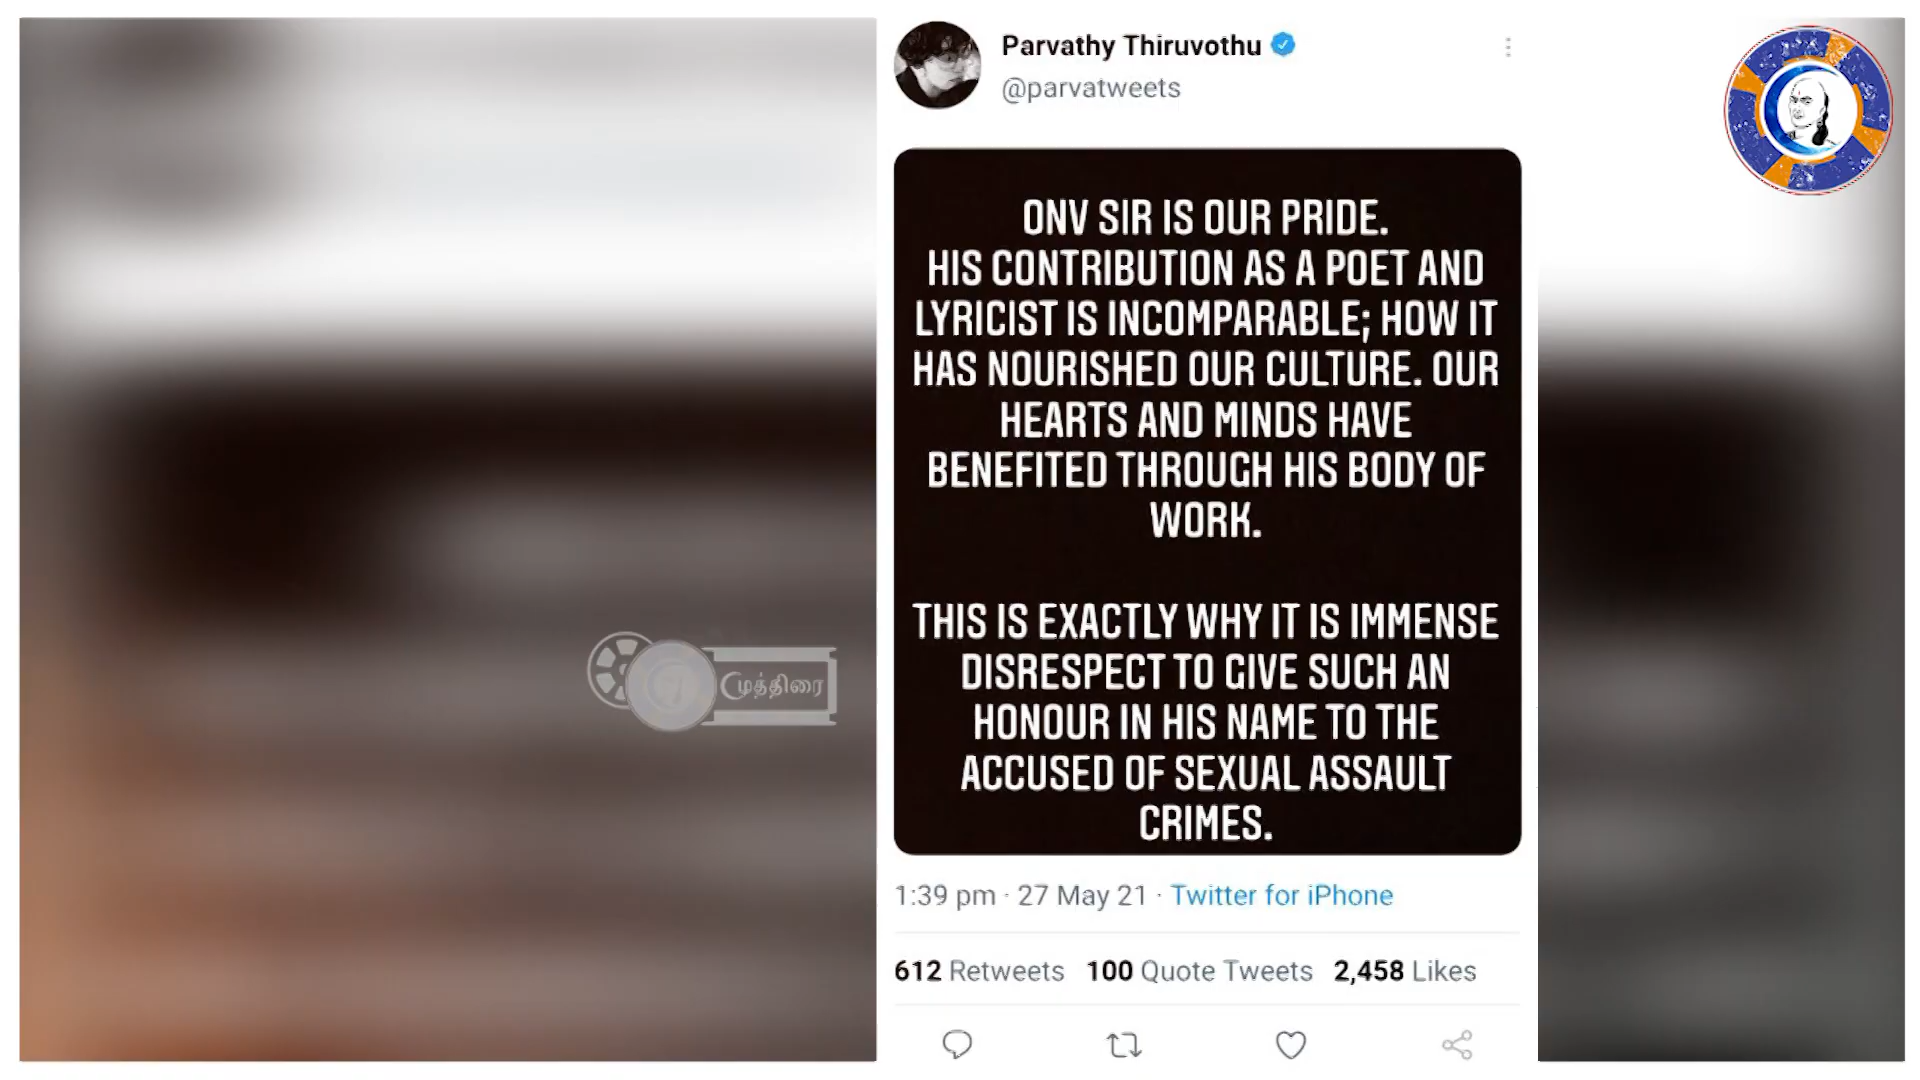 Parvathy Thiruvothu
@parvatweets
ONV SIR IS OUR PRIDE.
HIS CONTRIBUTION AS A POET AND
LYRICIST IS INCOMPARABLE; HOW IT
HAS NOURISHED OUR CULTURE. OUR
HEARTS AND MINDS HAVE
BENEFITED THROUGH HIS BODY OF
WORK.
THIS IS EXACTLY WHY IT IS IMMENSE
DISRESPECT TO GIVE SUCH AN
HONOUR IN HIS NAME TO THE
ACCUSED OF SEXUAL ASSAULT
CRIMES.
1:39 pm · 27 May 21 · Twitter for iPhone
612 Retweets 100 Quote Tweets 2,458 Likes